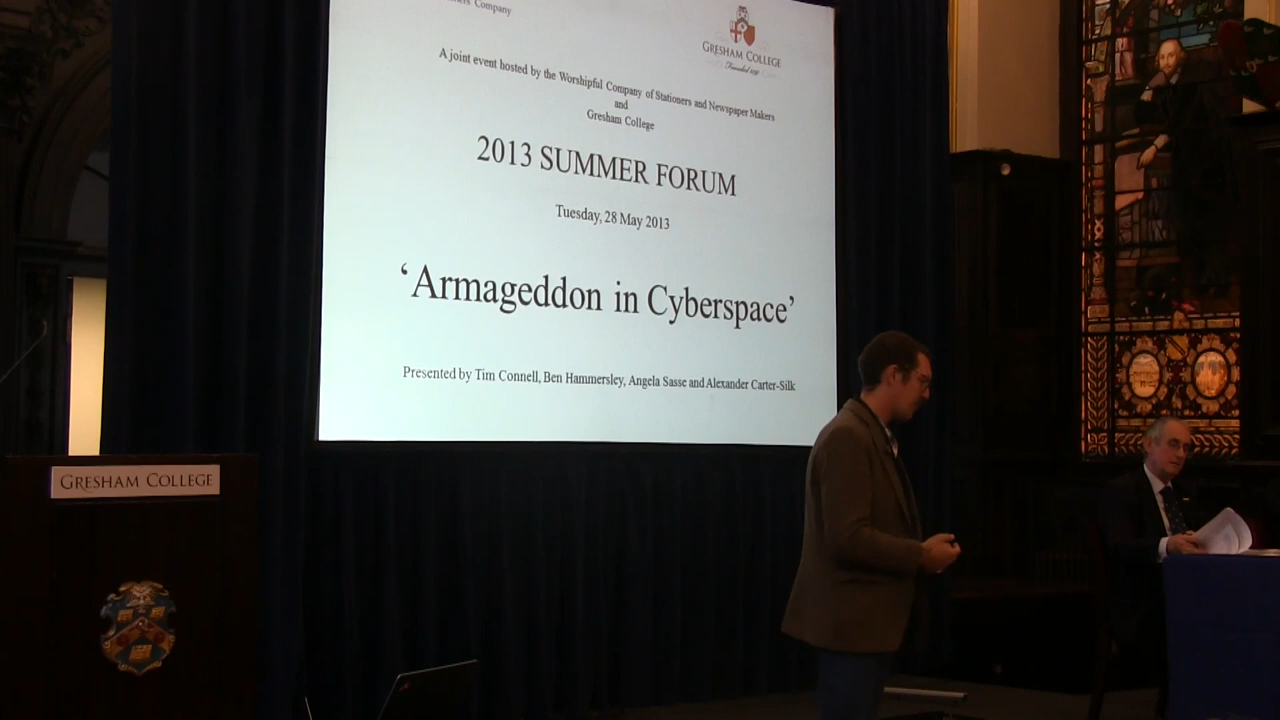 Company
GRESHAM COLLEGE
A joint event hosted by the Worshipful Company of Stationers and Newspaper Makers
and
Gresham College
2013 SUMMER FORUM
Tuesday, 28 May 2013
‘Armageddon in Cyberspace’
Presented by Tim Connell, Ben Hammersley, Angela Sasse and Alexander Carter-Silk
GRESHAM COLLEGE